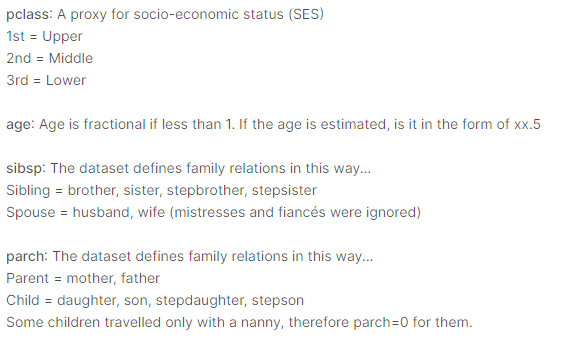 pclass: A proxy for socio-economic status (SES)
1st = Upper
2nd = Middle
3rd = Lower
age: Age is fractional if less than 1. If the age is estimated, is it in the form of xx.5
sibsp: The dataset defines family relations in this way...
Sibling = brother, sister, stepbrother, stepsister
Spouse = husband, wife (mistresses and fiancés were ignored)
parch: The dataset defines family relations in this way...
Parent = mother, father
Child = daughter, son, stepdaughter, stepson
Some children travelled only with a nanny, therefore parch=0 for them.